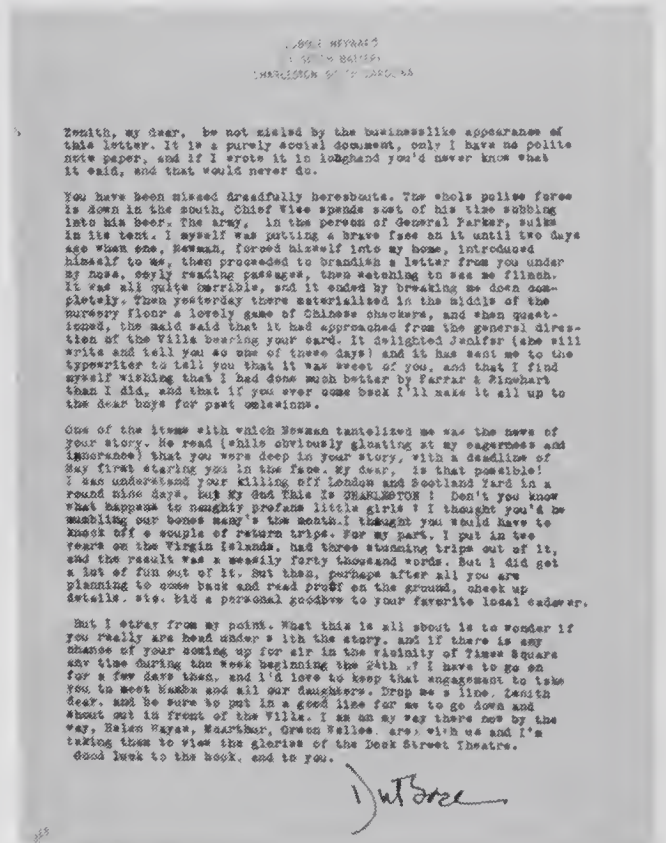 DUBOSE HEYWARD
CHARLESTON SOUTH CAROLINA
Zenith, my dear, be not misled by the businesslike appearance of
this letter. It is a purely social document, only I have no polite
note paper, and if I wrote it in longhand you'd never know what
it said, and that would never do.
You have been missed dreadfully hereabouts. The whole police force
is down in the mouth, Chief Wise spends most of his time sobbing
into his beer. The army, in the person of General Parker, sulks
in its tent. I myself was putting a brave face on it until two days
ago when one, Newman, forced himself into my home, introduced
himself to me, then proceeded to brandish a letter from you under
my nose, coyly reading passages, then watching to see me flinch.
It was all quite horrible, and it ended by breaking me down com-
pletely. Then yesterday there materialized in the middle of the
nursery floor a lovely game of Chinese checkers, and when quest-
ioned, the maid said that it had approached from the general direc-
tion of the Villa bearing your card. It delighted Jenifer (she will
write and tell you so one of these days) and it has sent me to the
typewriter to tell you that it was sweet of you, and that I find
myself wishing that I had done much better by Farrar & Rinehart
than I did, and that if you ever come back I'll make it all up to
the dear boys for past omissions.
One of the items with which Newman tantelized me was the news of
your story. He read (while obviously gloating at my eagerness and
ignorance) that you were deep in your story, with a deadline of
May first staring you in the face. My dear, is that possible!
I can understand your killing off London and Scotland Yard in a
round nine days, but My God This Is CHARLESTON ! Don't you know
what happens to naughty profane little girls ? I thought you'd be
mumbling our bones many's the month.I thought you would have to
knock off a couple of return trips. For my part, I put in two
years on the Virgin Islands, had three stunning trips out of it,
and the result was a measily forty thousand words. But I did get
a lot of fun out of it. But then, perhaps after all you are
planning to come back and read proof on the ground, check up
details, etc. bid a personal goodbye to your favorite local cadaver.
But I stray from my point. What this is all about is to wonder if
you really are head under with the story, and if there is any
chance of your coming up for air in the vicinity of Times Square
any time during the week beginning the 24th .? I have to go on
for a few days then, and I'd love to keep that engagement to take
you to meet Mamba and all our daughters. Drop me a line, Zenith
dear, and be sure to put in a good line for me to go down and
shout out in front of the Villa. I am on my way there now by the
way, Helen Hayes, MacArthur, Orson Welles, are with us and I'm
taking them to view the glories of the Dock Street Theatre.
Good luck to the book, and to you.
DuBose